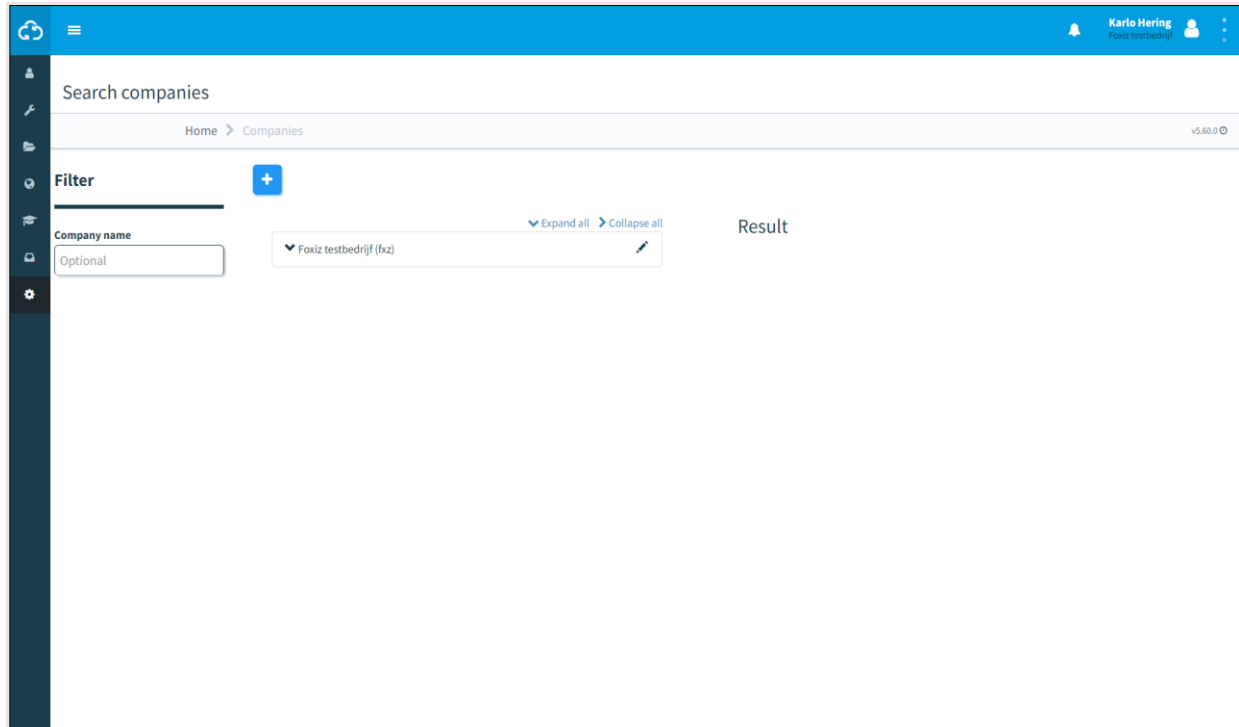 Karlo Hering
Foxiz testbedrijf
Search companies
Home Companies
v5.60.0
Filter
Expand all Collapse all
Result
Company name
Foxiz testbedrijf (fxz)
Optional